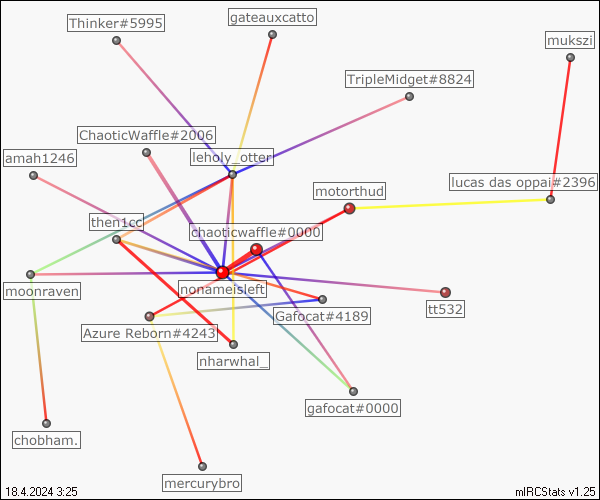 Thinker#5995
gateauxcatto
mukszi
TripleMidget#8824
ChaoticWaffle#2006
amah1246
leholy_otter
lucas das oppai#2396
motorthud
then1c
chaoticwaffle#0000
moonraven
nonameisleft
tt532
Gafocat#4189
Azure Reborn#4243
nharwhal_
gafocat#0000
chobham.
mercurybro
18.4.2024 3:25
mIRCStats v1.25